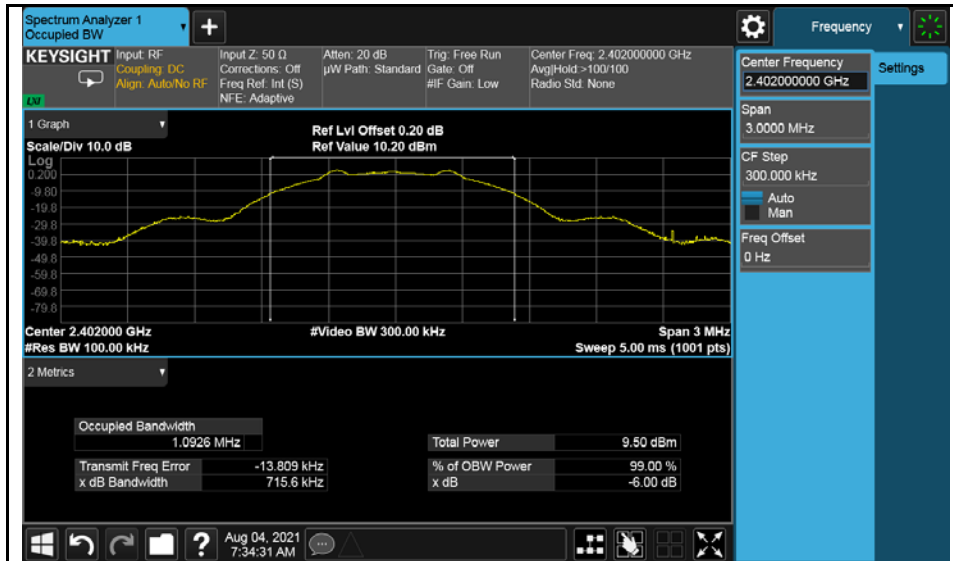 Spectrum Analyzer 1
Occupied BW
Frequency
KEYSIGHT
LXI
Input: RF
Coupling: DC
Align: Auto/No RF
Input Z: 50 Ω
Corrections: Off
Freq Ref: Int (S)
NFE: Adaptive
Atten: 20 dB
µW Path: Standard
Trig: Free Run
Gate: Off
#IF Gain: Low
Center Freq: 2.402000000 GHz
Avg|Hold:>100/100
Radio Std: None
Center Frequency
2.402000000 GHz
Settings
Span
3.0000 MHz
CF Step
300.000 kHz
Auto
Man
Freq Offset
0 Hz
1 Graph
Scale/Div 10.0 dB
Ref Lvl Offset 0.20 dB
Ref Value 10.20 dBm
Log
0.200
-9.80
-19.8
-29.8
-39.8
-49.8
-59.8
-69.8
-79.8
Center 2.402000 GHz
#Video BW 300.00 kHz
Span 3 MHz
#Res BW 100.00 kHz
Sweep 5.00 ms (1001 pts)
2 Metrics
Occupied Bandwidth
1.0926 MHz
Total Power 9.50 dBm
Transmit Freq Error -13.809 kHz
% of OBW Power 99.00 %
x dB Bandwidth 715.6 kHz
x dB -6.00 dB
Aug 04, 2021
7:34:31 AM